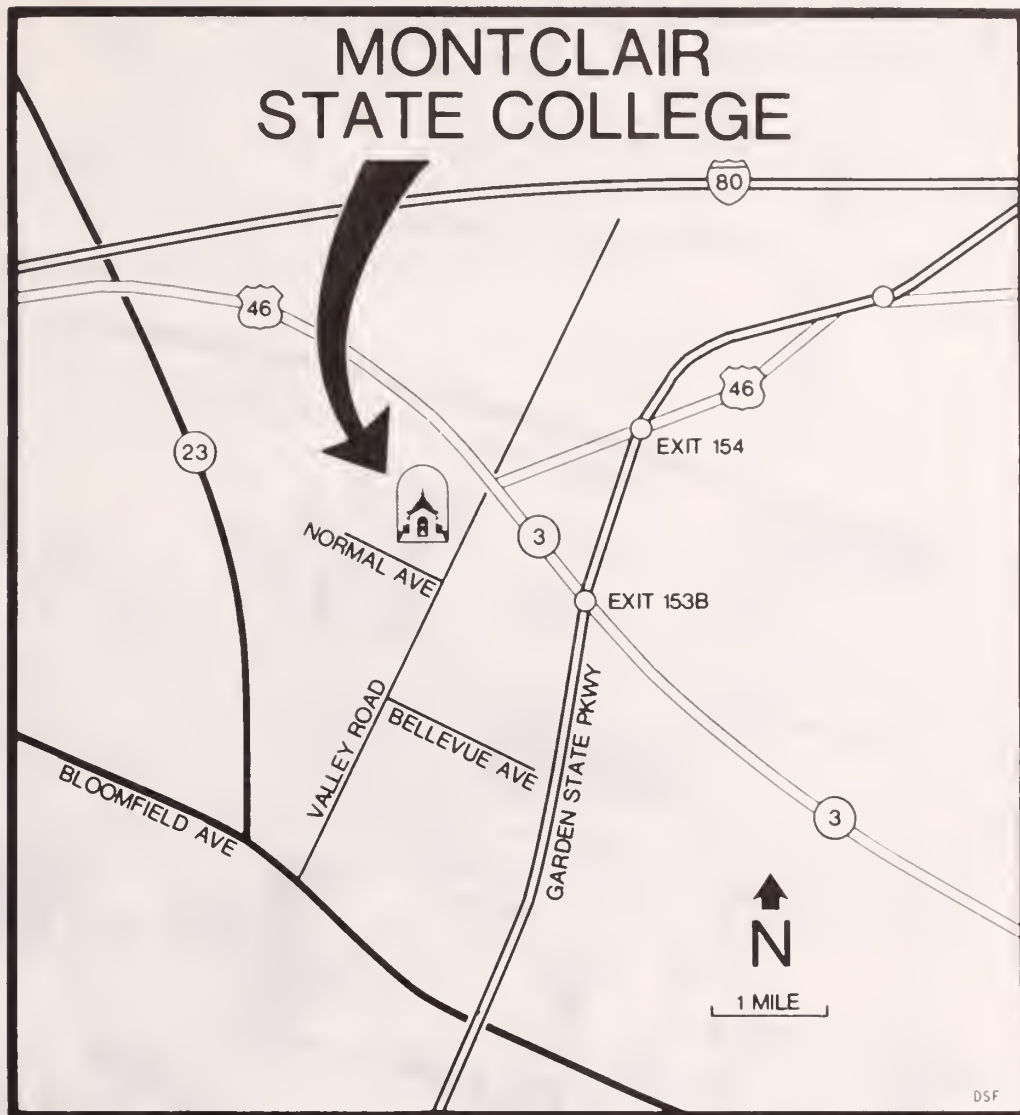 MONTCLAIR
STATE COLLEGE
80
46
46
23
EXIT 154
NORMAL AVE
3
EXIT 153B
VALLEY ROAD
BELLEVUE AVE
GARDEN STATE PKWY
BLOOMFIELD AVE
3
N
1 MILE
DSF